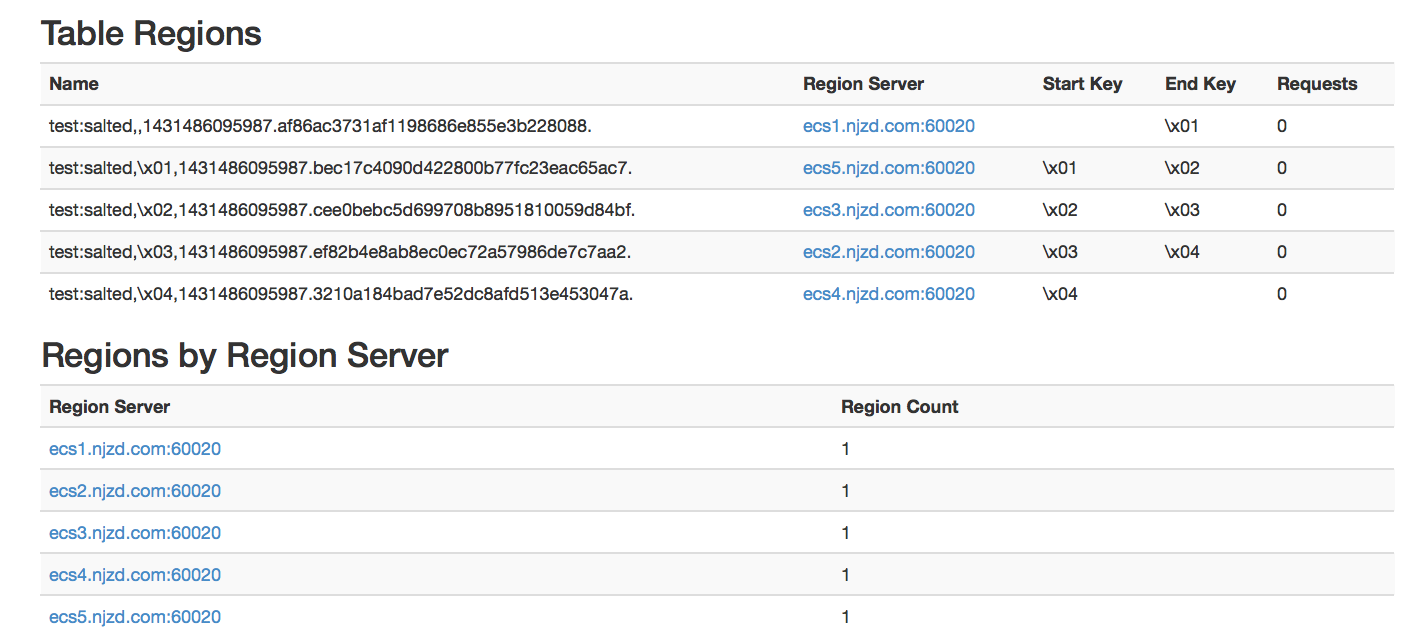 Table Regions
Name Region Server Start Key End Key Requests
test:salted,,1431486095987.af86ac3731af1198686e855e3b228088. ecs1.njzd.com:60020 \x01 0
test:salted,\x01,1431486095987.bec17c4090d422800b77fc23eac65ac7. ecs5.njzd.com:60020 \x01 \x02 0
test:salted,\x02,1431486095987.cee0bebc5d699708b8951810059d84bf. ecs3.njzd.com:60020 \x02 \x03 0
test:salted,\x03,1431486095987.ef82b4e8ab8ec0ec72a57986de7c7aa2. ecs2.njzd.com:60020 \x03 \x04 0
test:salted,\x04,1431486095987.3210a184bad7e52dc8afd513e453047a. ecs4.njzd.com:60020 \x04 0
Regions by Region Server
Region Server Region Count
ecs1.njzd.com:60020 1
ecs2.njzd.com:60020 1
ecs3.njzd.com:60020 1
ecs4.njzd.com:60020 1
ecs5.njzd.com:60020 1